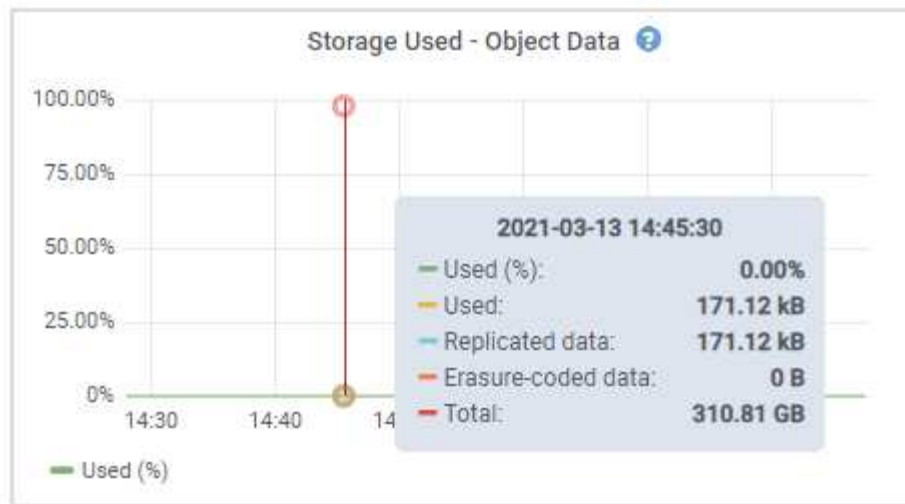 Storage Used - Object Data ?
100.00%
75.00%
50.00%
25.00%
0%
14:30 14:40
2021-03-13 14:45:30
Used (%): 0.00%
Used: 171.12 kB
Replicated data: 171.12 kB
Erasure-coded data: 0 B
Total: 310.81 GB
Used (%)